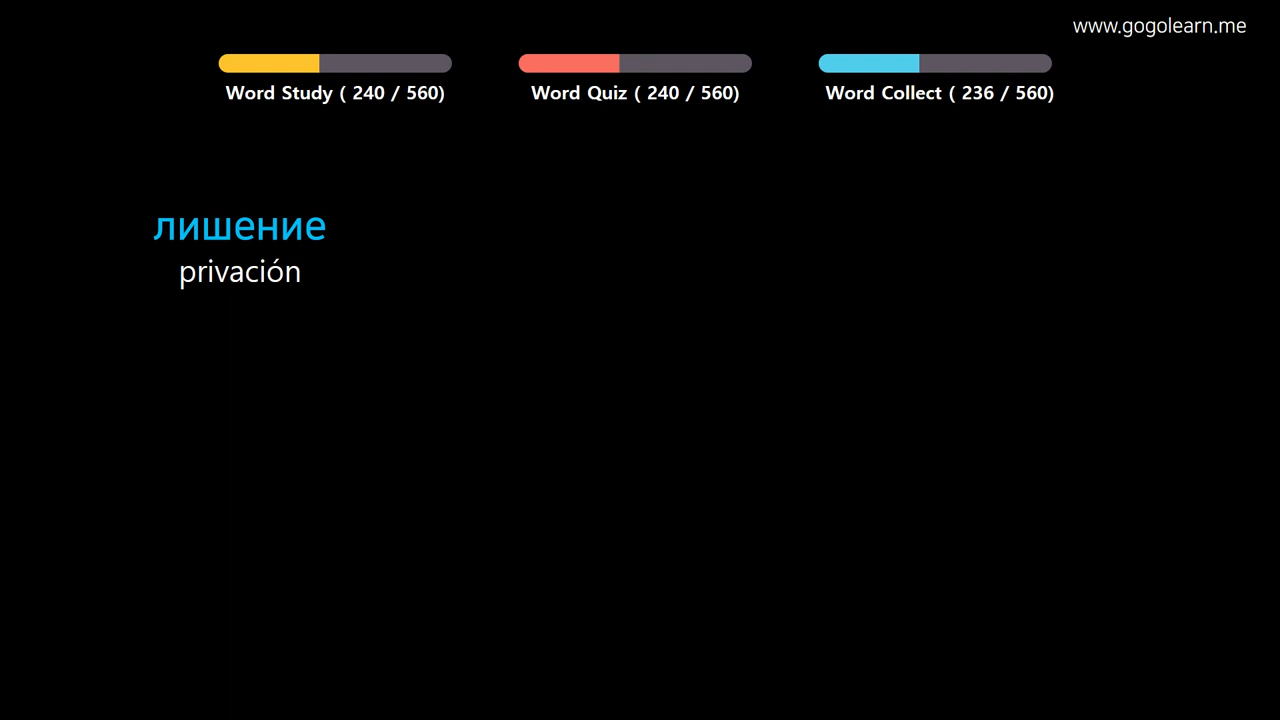 www.gogolearn.me
Word Study ( 240 / 560)
Word Quiz ( 240 / 560)
Word Collect ( 236 / 560)
лишение
privación